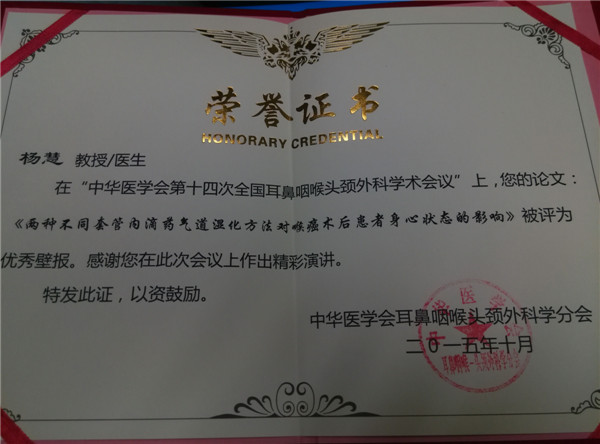 荣誉证书
HONORARY CREDENTIAL
杨慧 教授/医生
在“中华医学会第十四次全国耳鼻咽喉头颈外科学术会议”上，您的论文：
《两种不同套管内滴药气道湿化方法对喉癌术后患者身心状态的影响》被评为
优秀壁报。感谢您在此次会议上作出精彩演讲。
特发此证，以资鼓励。
中华医学会耳鼻咽喉头颈外科学分会
二〇一五年十月
中华医学会